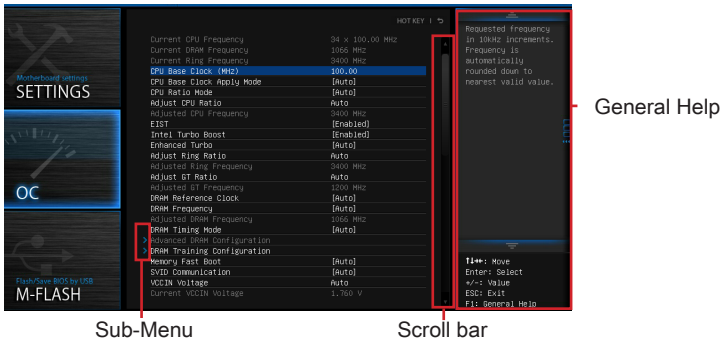 HOT KEY |
Motherboard settings
SETTINGS
OC
Flash/Save BIOS by USB
M-FLASH
Current CPU Frequency 34 x 100.00 MHz
Current DRAM Frequency 1066 MHz
Current Ring Frequency 3400 MHz
CPU Base Clock (MHz) 100.00
CPU Base Clock Apply Mode [Auto]
CPU Ratio Mode [Auto]
Adjust CPU Ratio Auto
Adjusted CPU Frequency 3400 MHz
EIST [Enabled]
Intel Turbo Boost [Enabled]
Enhanced Turbo [Auto]
Adjust Ring Ratio Auto
Adjusted Ring Frequency 3400 MHz
Adjust GT Ratio Auto
Adjusted GT Frequency 1200 MHz
DRAM Reference Clock [Auto]
DRAM Frequency [Auto]
Adjusted DRAM Frequency 1066 MHz
DRAM Timing Mode [Auto]
> Advanced DRAM Configuration
> DRAM Training Configuration
Memory Fast Boot [Auto]
SVID Communication [Auto]
VCCIN Voltage Auto
Current VCCIN Voltage 1.760 V
Requested frequency
in 10kHz increments.
Frequency is
automatically
rounded down to
nearest valid value.
↑↓→←: Move
Enter: Select
+/-: Value
ESC: Exit
F1: General Help
General Help
Sub-Menu
Scroll bar